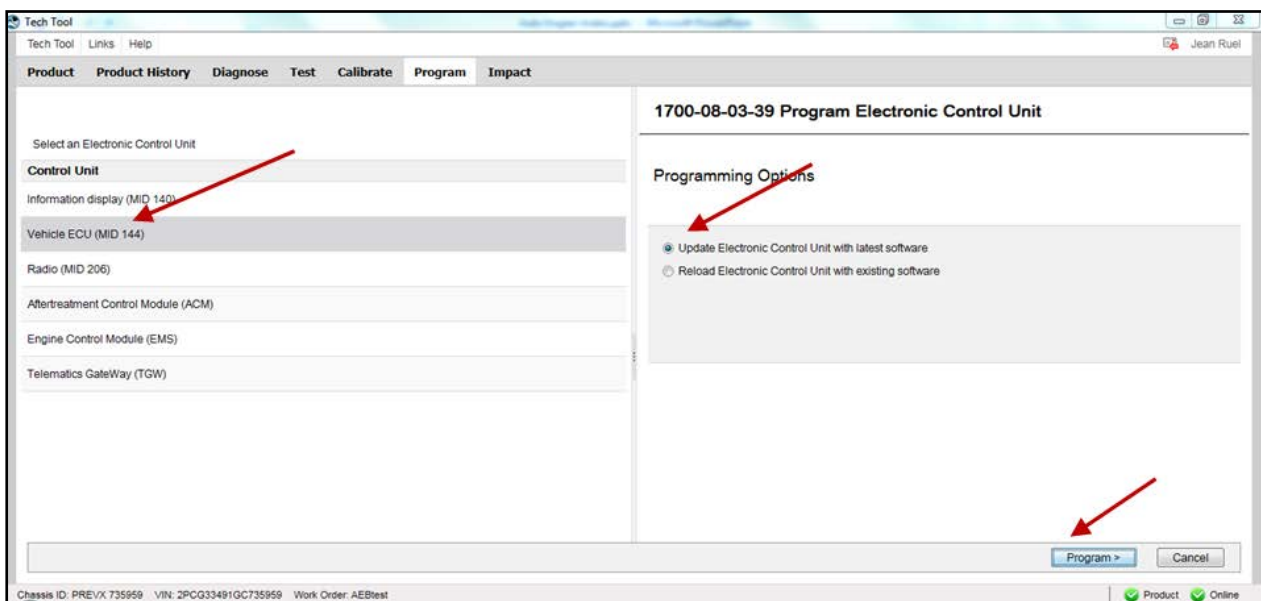 Tech Tool
Tech Tool Links Help
Jean Ruel
Product Product History Diagnose Test Calibrate Program Impact
1700-08-03-39 Program Electronic Control Unit
Select an Electronic Control Unit
Control Unit
Information display (MID 140)
Vehicle ECU (MID 144)
Radio (MID 206)
Aftertreatment Control Module (ACM)
Engine Control Module (EMS)
Telematics GateWay (TGW)
Programming Options
Update Electronic Control Unit with latest software
Reload Electronic Control Unit with existing software
Program > Cancel
Chassis ID: PREVX 735959 VIN: 2PCG33491GC735959 Work Order: AEBtest Product Online